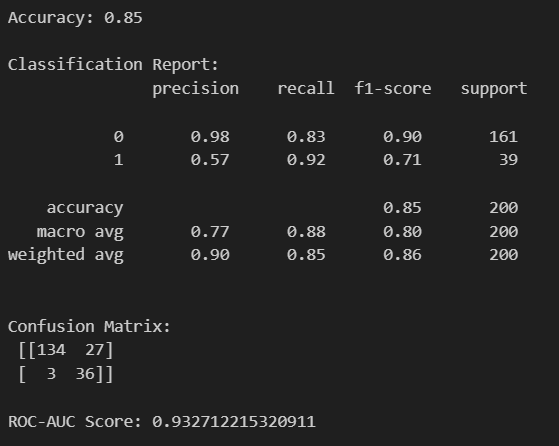 Accuracy: 0.85
Classification Report:
precision recall f1-score support
0 0.98 0.83 0.90 161
1 0.57 0.92 0.71 39
accuracy 0.85 200
macro avg 0.77 0.88 0.80 200
weighted avg 0.90 0.85 0.86 200
Confusion Matrix:
[[134 27]
[ 3 36]]
ROC-AUC Score: 0.932712215320911